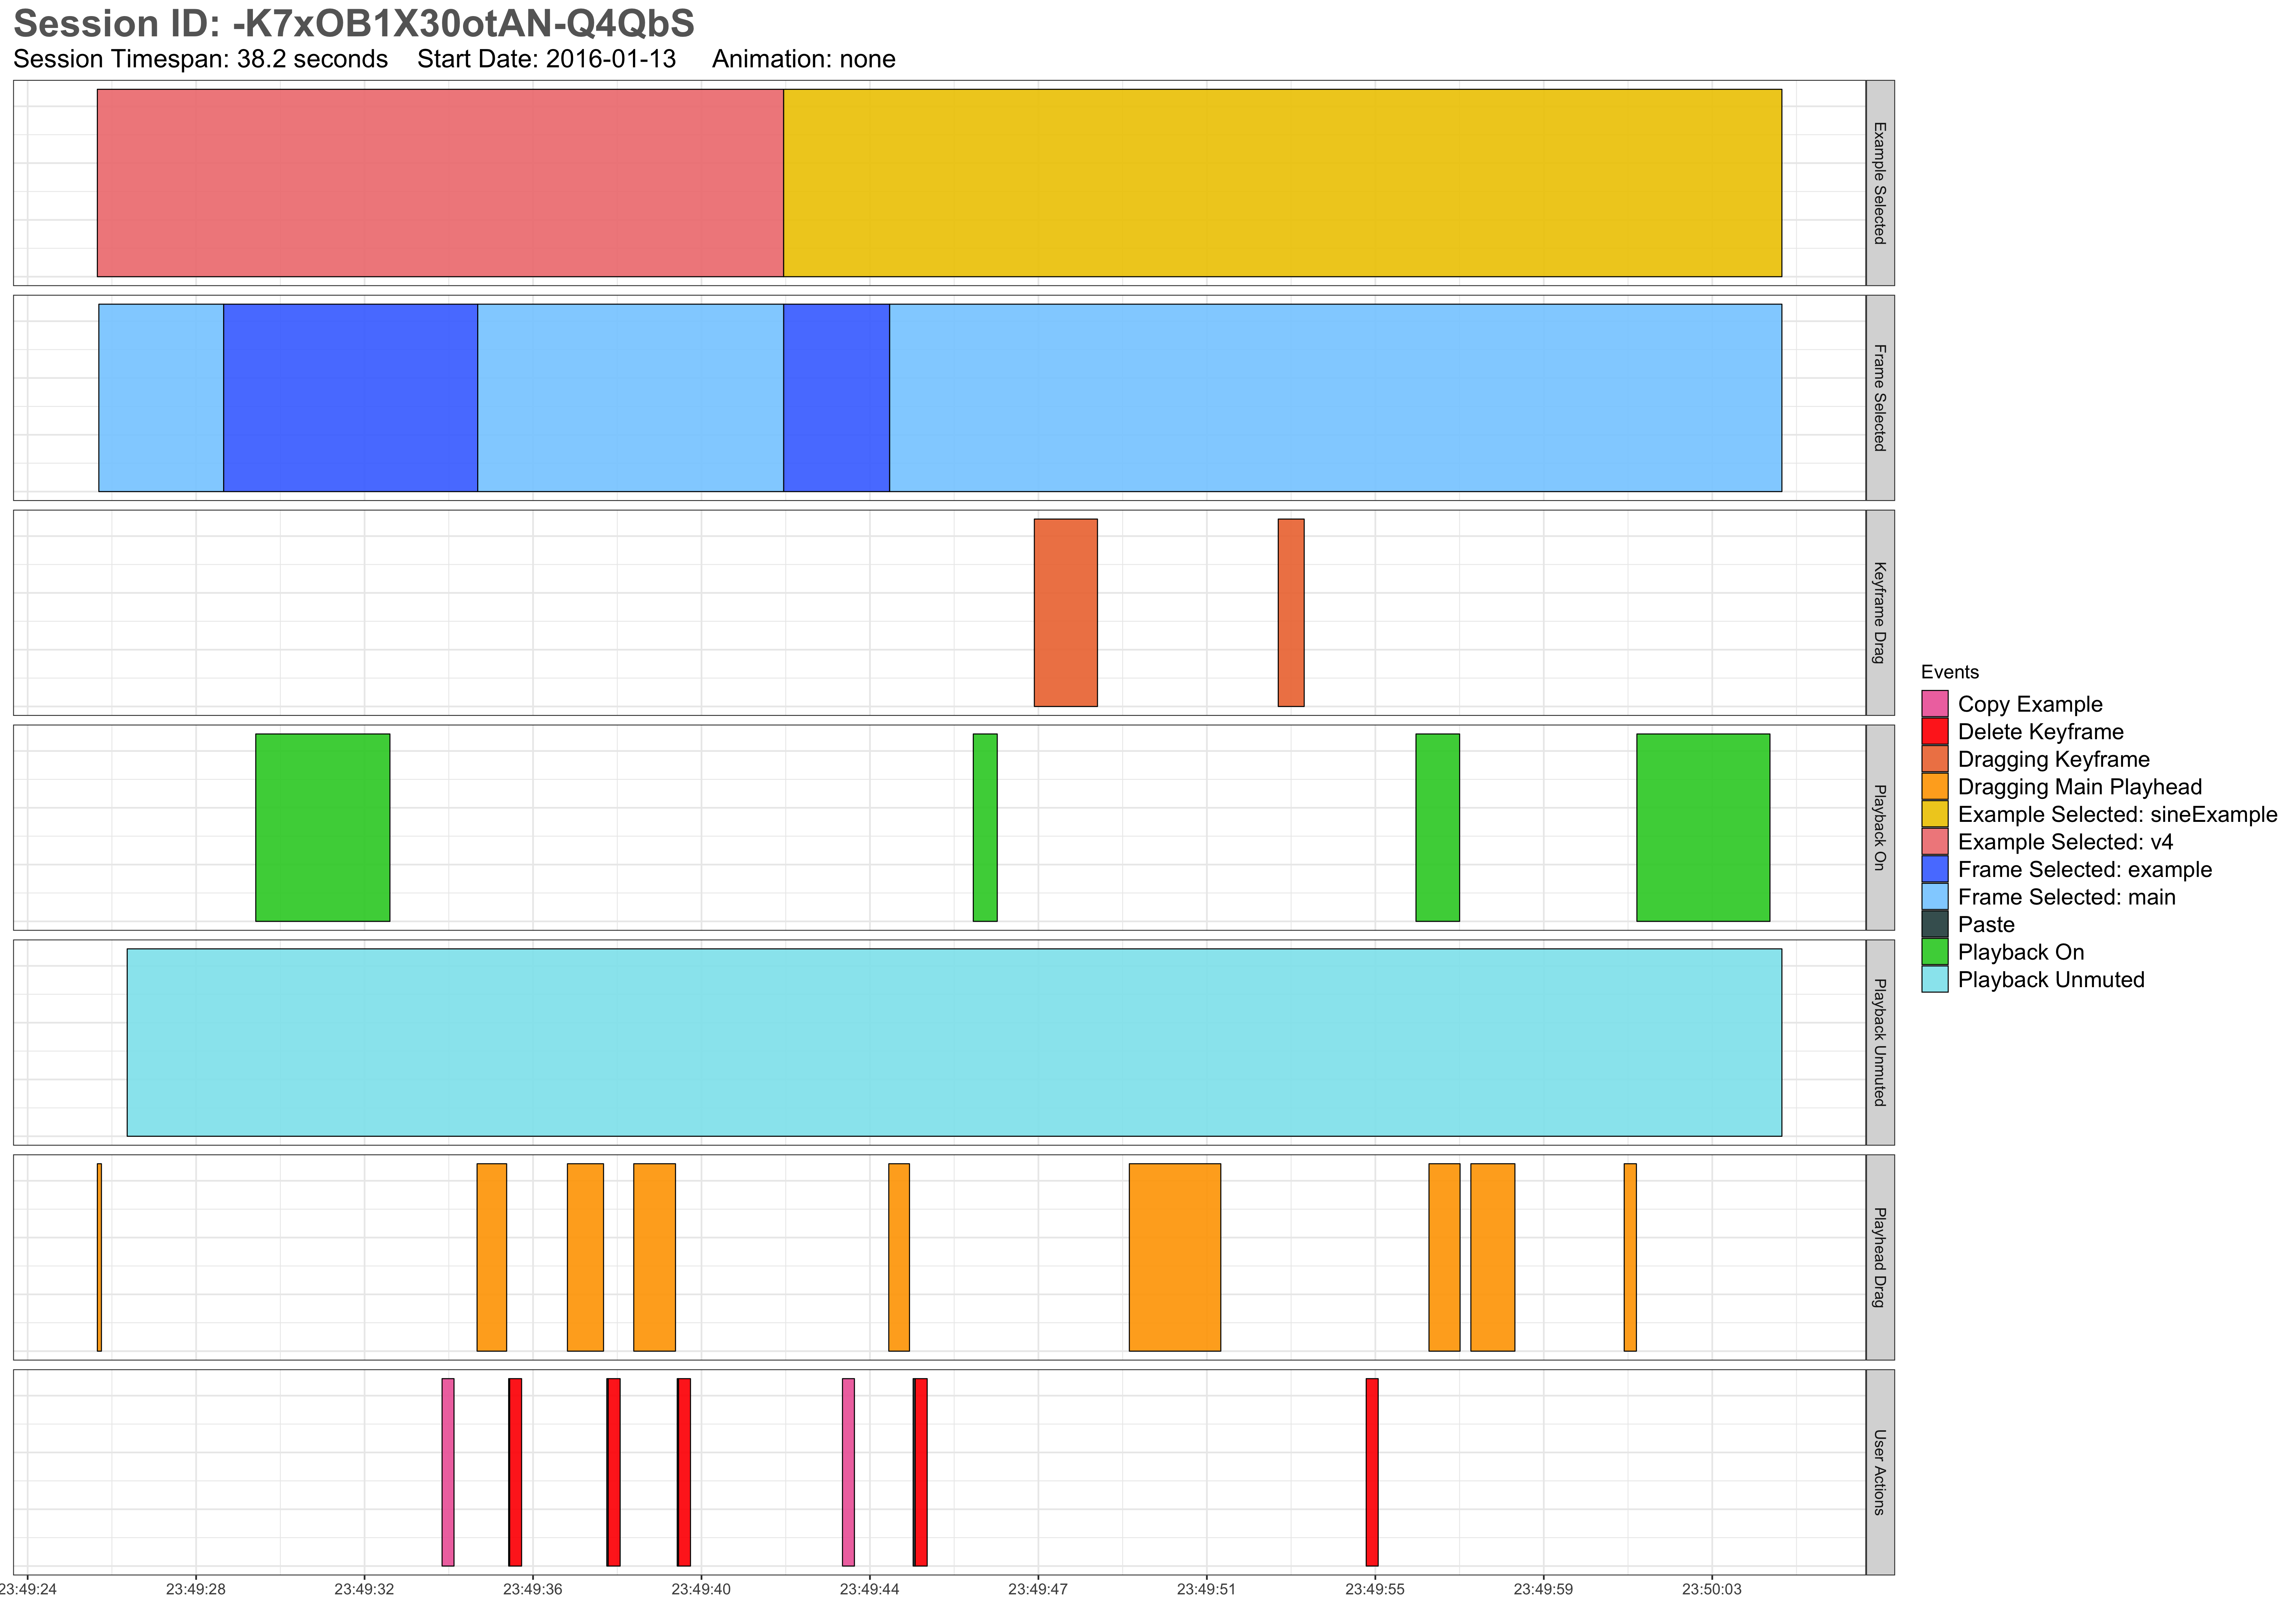 Session ID: -K7xOB1X30otAN-Q4QbS
Session Timespan: 38.2 seconds Start Date: 2016-01-13 Animation: none
Example Selected
Frame Selected
Keyframe Drag
Playback On
Playback Unmuted
Playhead Drag
User Actions
23:49:24 23:49:28 23:49:32 23:49:36 23:49:40 23:49:44 23:49:47 23:49:51 23:49:55 23:49:59 23:50:03
Events
Copy Example
Delete Keyframe
Dragging Keyframe
Dragging Main Playhead
Example Selected: sineExample
Example Selected: v4
Frame Selected: example
Frame Selected: main
Paste
Playback On
Playback Unmuted